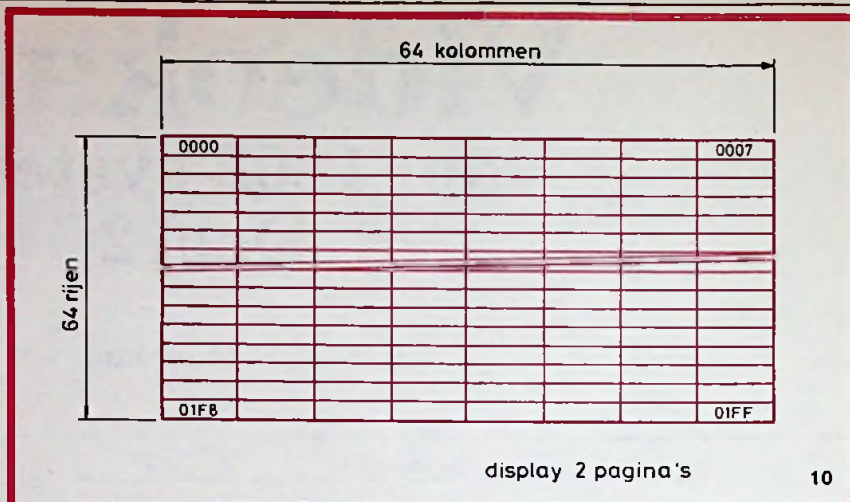 64 kolommen
0000 0007
64 rijen
01F8 01FF
display 2 pagina's
10